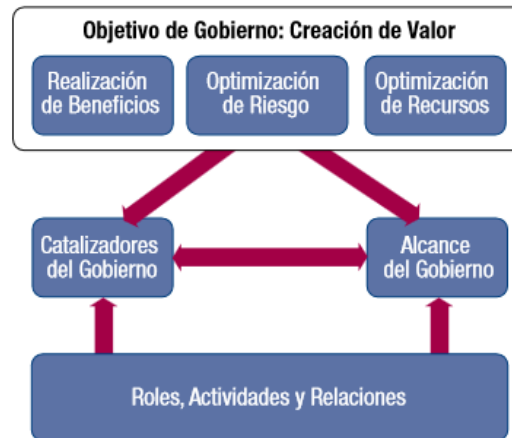 Objetivo de Gobierno: Creación de Valor
Realización
de Beneficios
Optimización
de Riesgo
Optimización
de Recursos
Catalizadores
del Gobierno
Alcance
del Gobierno
Roles, Actividades y Relaciones